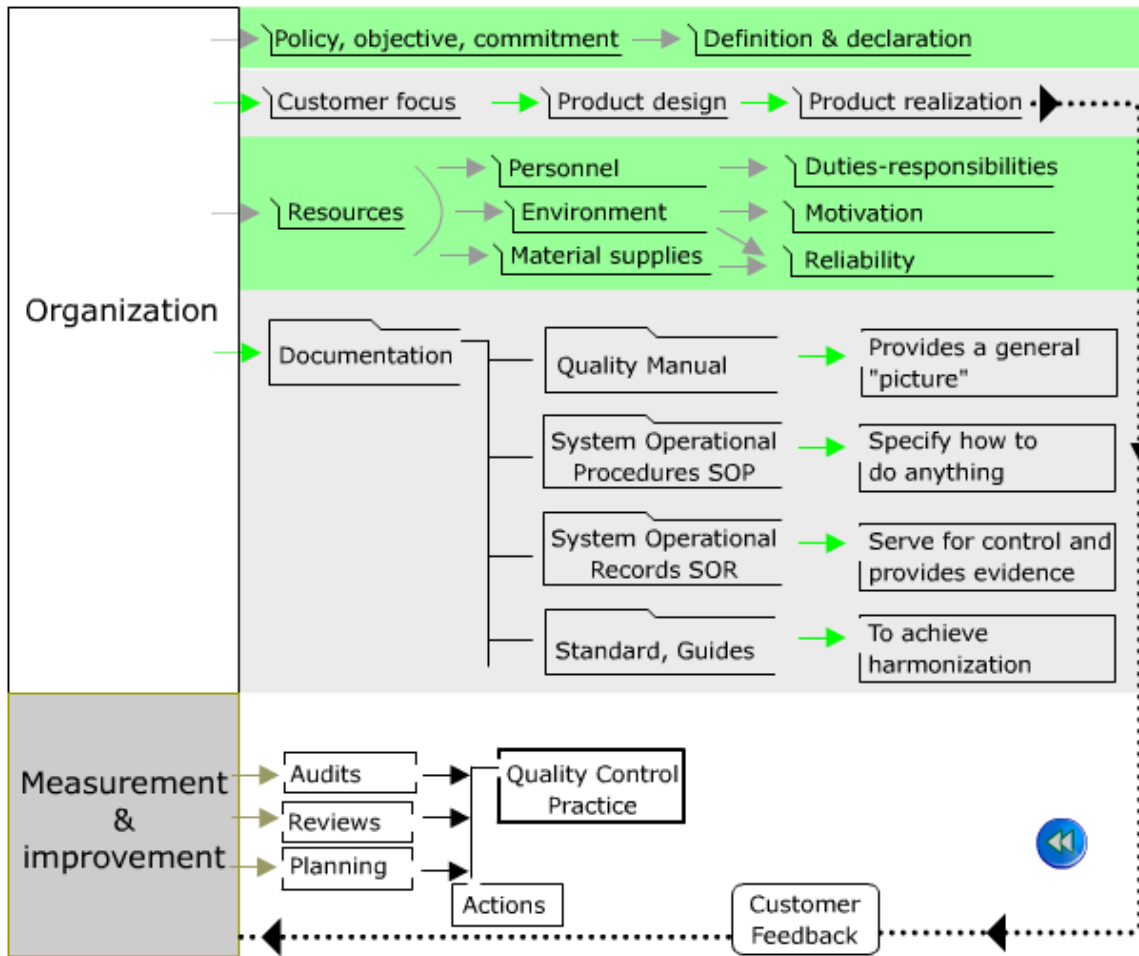 Policy, objective, commitment
Definition & declaration
Customer focus
Product design
Product realization
Personnel
Duties-responsibilities
Resources
Environment
Motivation
Material supplies
Reliability
Organization
Documentation
Quality Manual
Provides a general
"picture"
System Operational
Procedures SOP
Specify how to
do anything
System Operational
Records SOR
Serve for control and
provides evidence
Standard, Guides
To achieve
harmonization
Measurement
&
improvement
Audits
Reviews
Planning
Quality Control
Practice
Actions
Customer
Feedback